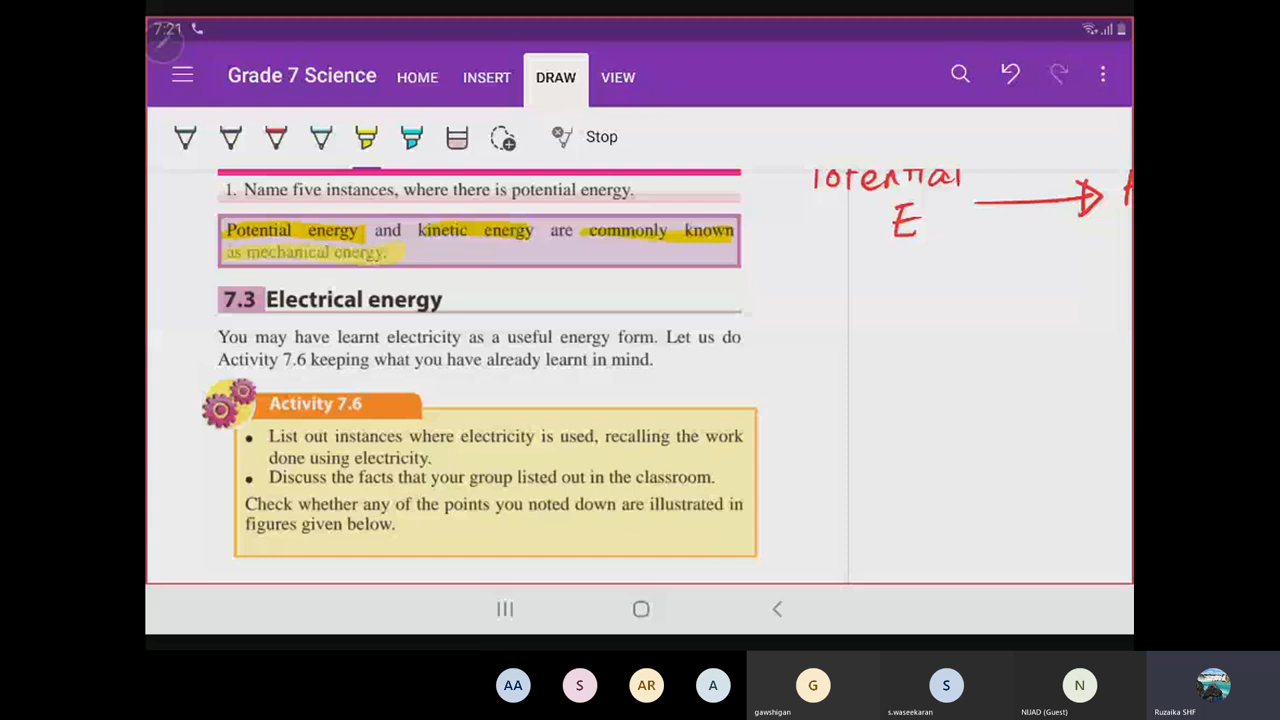 7:21
Grade 7 Science HOME INSERT DRAW VIEW
Stop
1. Name five instances, where there is potential energy.
Potential energy and kinetic energy are commonly known
as mechanical energy.
Potential
E
7.3 Electrical energy
You may have learnt electricity as a useful energy form. Let us do
Activity 7.6 keeping what you have already learnt in mind.
Activity 7.6
• List out instances where electricity is used, recalling the work
done using electricity.
• Discuss the facts that your group listed out in the classroom.
Check whether any of the points you noted down are illustrated in
figures given below.
AA S AR A G S N
gawshigan s.waseekaran NIJAD (Guest) Ruzaika SHF